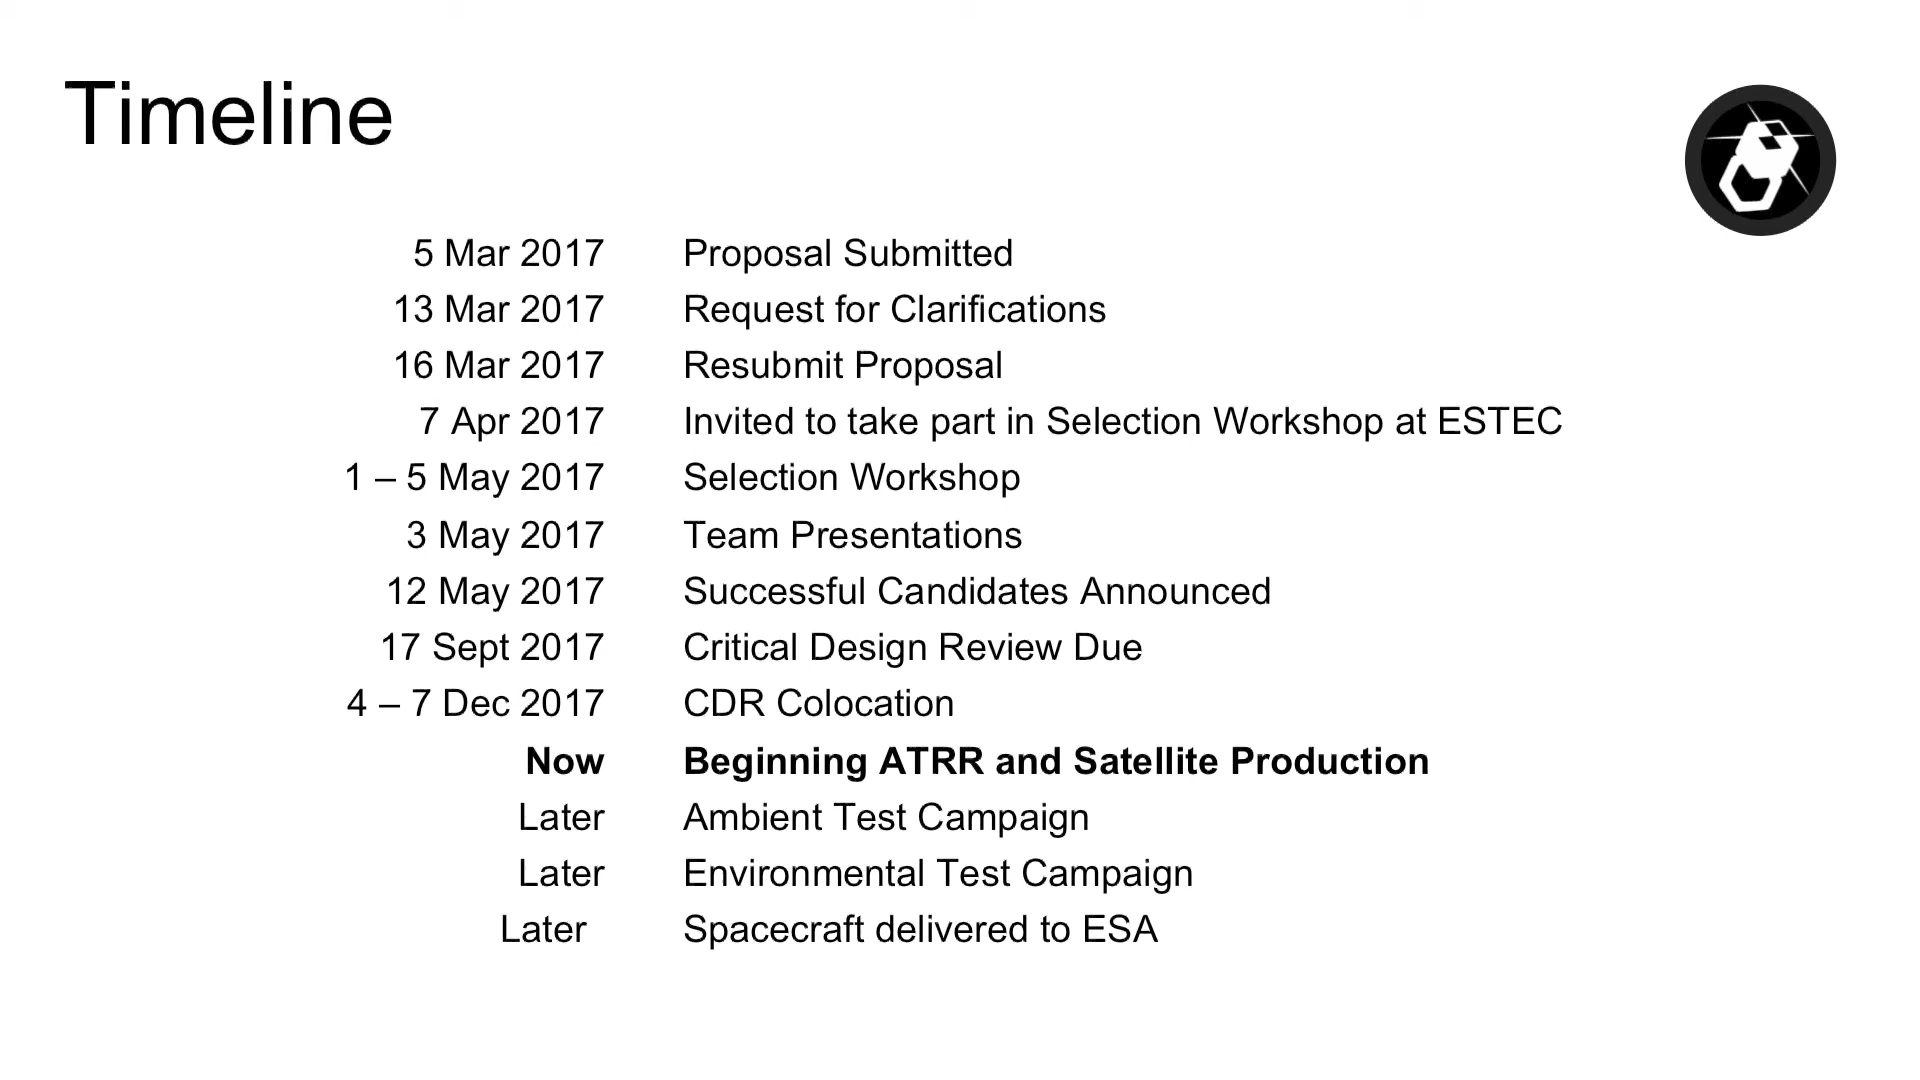 Timeline
5 Mar 2017 Proposal Submitted
13 Mar 2017 Request for Clarifications
16 Mar 2017 Resubmit Proposal
7 Apr 2017 Invited to take part in Selection Workshop at ESTEC
1 – 5 May 2017 Selection Workshop
3 May 2017 Team Presentations
12 May 2017 Successful Candidates Announced
17 Sept 2017 Critical Design Review Due
4 – 7 Dec 2017 CDR Colocation
Now Beginning ATRR and Satellite Production
Later Ambient Test Campaign
Later Environmental Test Campaign
Later Spacecraft delivered to ESA